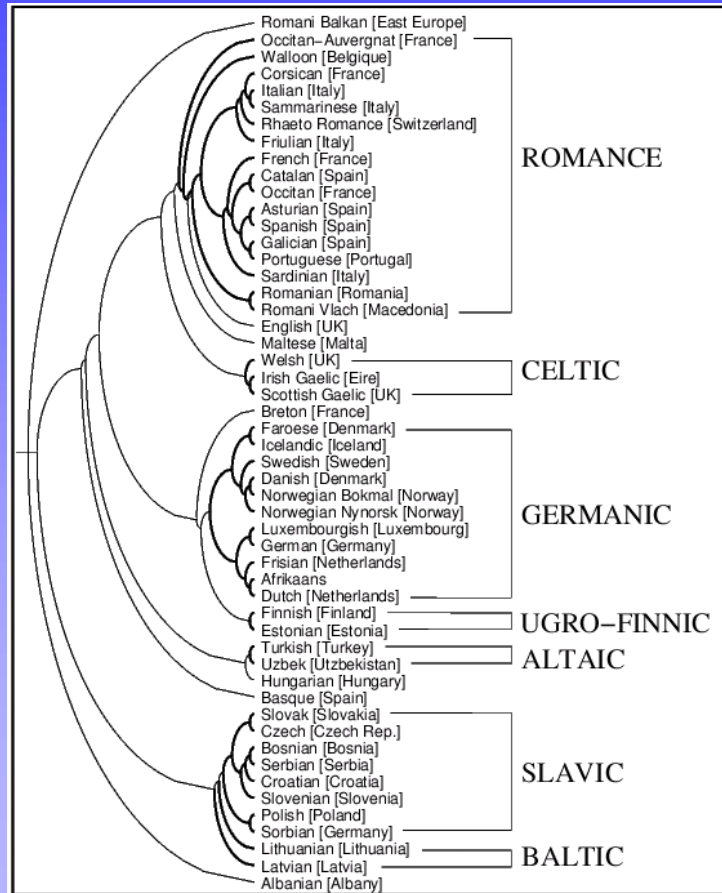 Romani Balkan [East Europe]
Occitan-Auvergnat [France]
Walloon [Belgique]
Corsican [France]
Italian [Italy]
Sammarinese [Italy]
Rhaeto Romance [Switzerland]
Friulian [Italy]
French [France]
Catalan [Spain]
Occitan [France]
Asturian [Spain]
Spanish [Spain]
Galician [Spain]
Portuguese [Portugal]
Sardinian [Italy]
Romanian [Romania]
Romani Vlach [Macedonia]
English [UK]
Maltese [Malta]
Welsh [UK]
Irish Gaelic [Eire]
Scottish Gaelic [UK]
Breton [France]
Faroese [Denmark]
Icelandic [Iceland]
Swedish [Sweden]
Danish [Denmark]
Norwegian Bokmal [Norway]
Norwegian Nynorsk [Norway]
Luxembourgish [Luxembourg]
German [Germany]
Frisian [Netherlands]
Afrikaans
Dutch [Netherlands]
Finnish [Finland]
Estonian [Estonia]
Turkish [Turkey]
Uzbek [Utzbekistan]
Hungarian [Hungary]
Basque [Spain]
Slovak [Slovakia]
Czech [Czech Rep.]
Bosnian [Bosnia]
Serbian [Serbia]
Croatian [Croatia]
Slovenian [Slovenia]
Polish [Poland]
Sorbian [Germany]
Lithuanian [Lithuania]
Latvian [Latvia]
Albanian [Albany]
ROMANCE
CELTIC
GERMANIC
UGRO-FINNIC
ALTAIC
SLAVIC
BALTIC